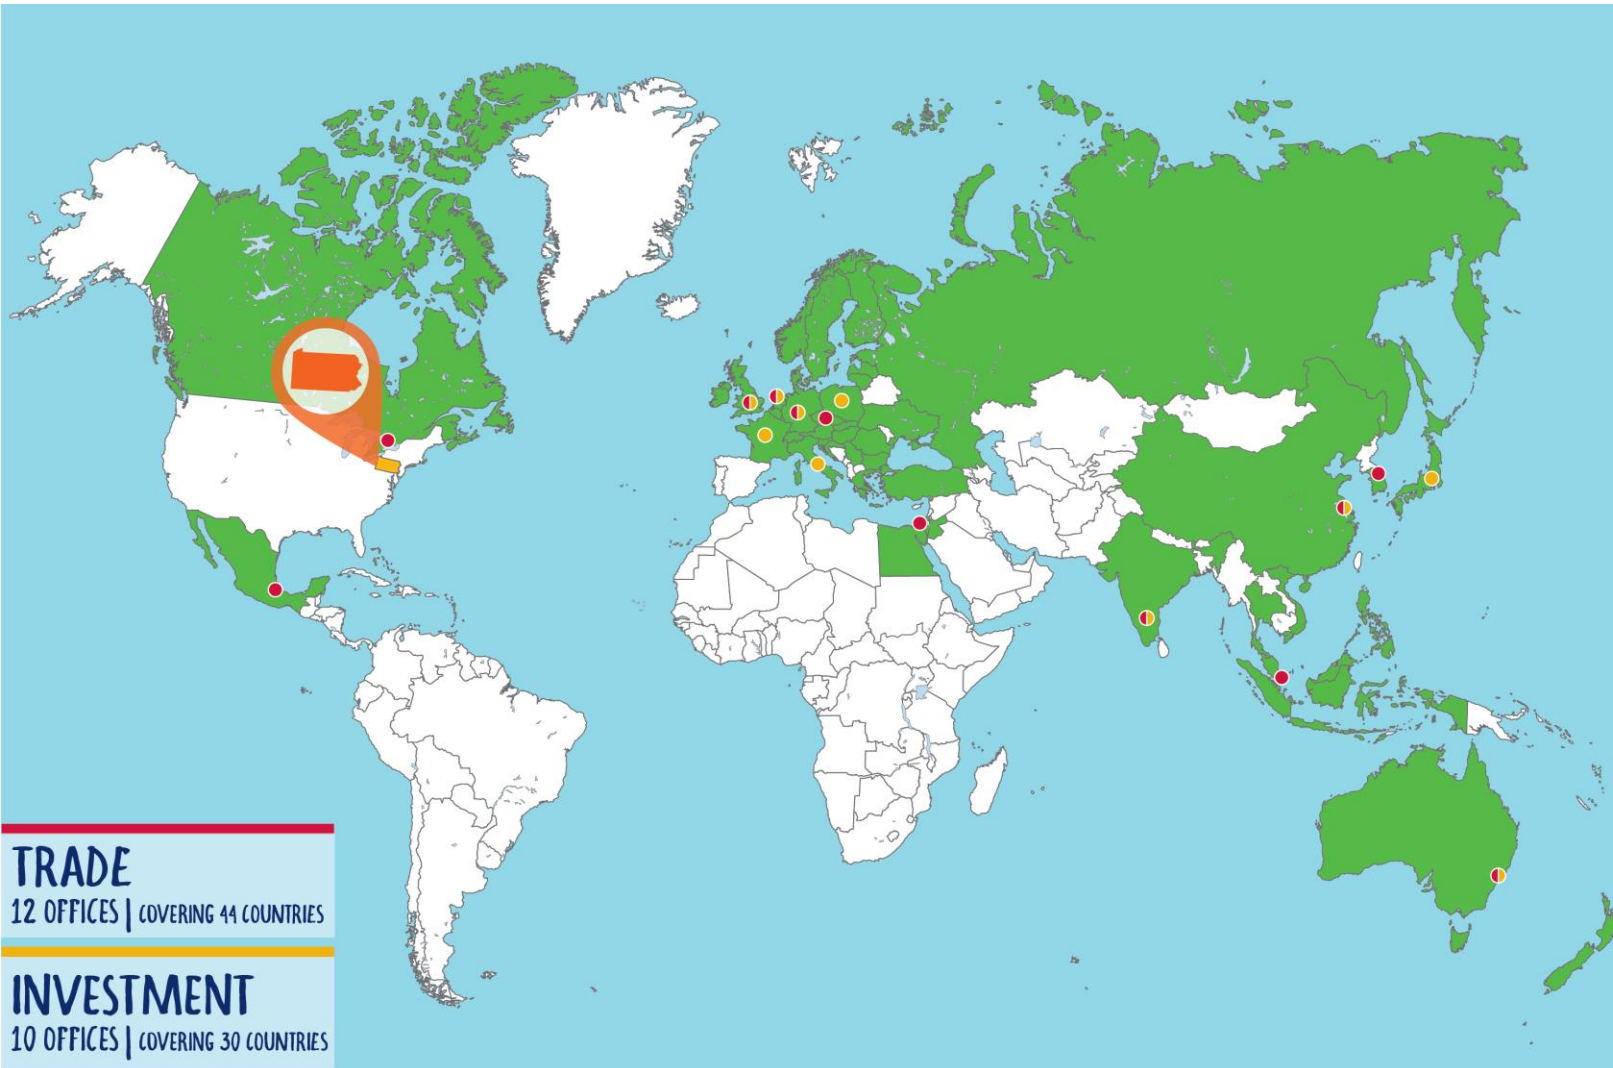 TRADE
12 OFFICES | COVERING 44 COUNTRIES
INVESTMENT
10 OFFICES | COVERING 30 COUNTRIES